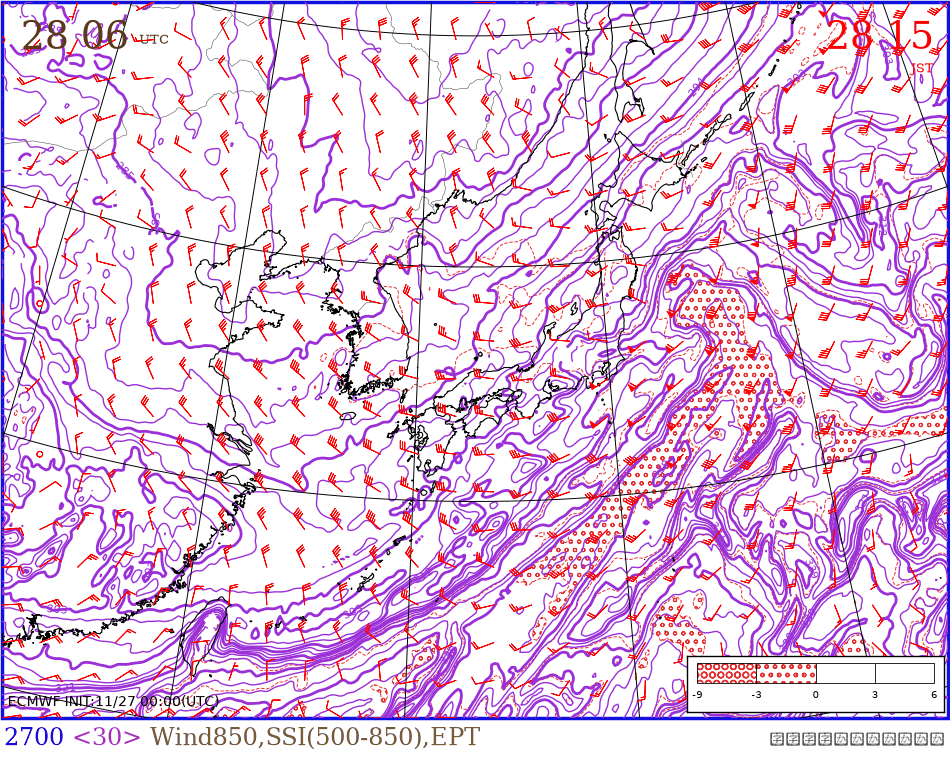 28 06 UTC
28 15
JST
ECMWF INIT:11/27 00:00(UTC)
-9 -3 0 3 6
2700 <30> Wind850,SSI(500-850),EPT